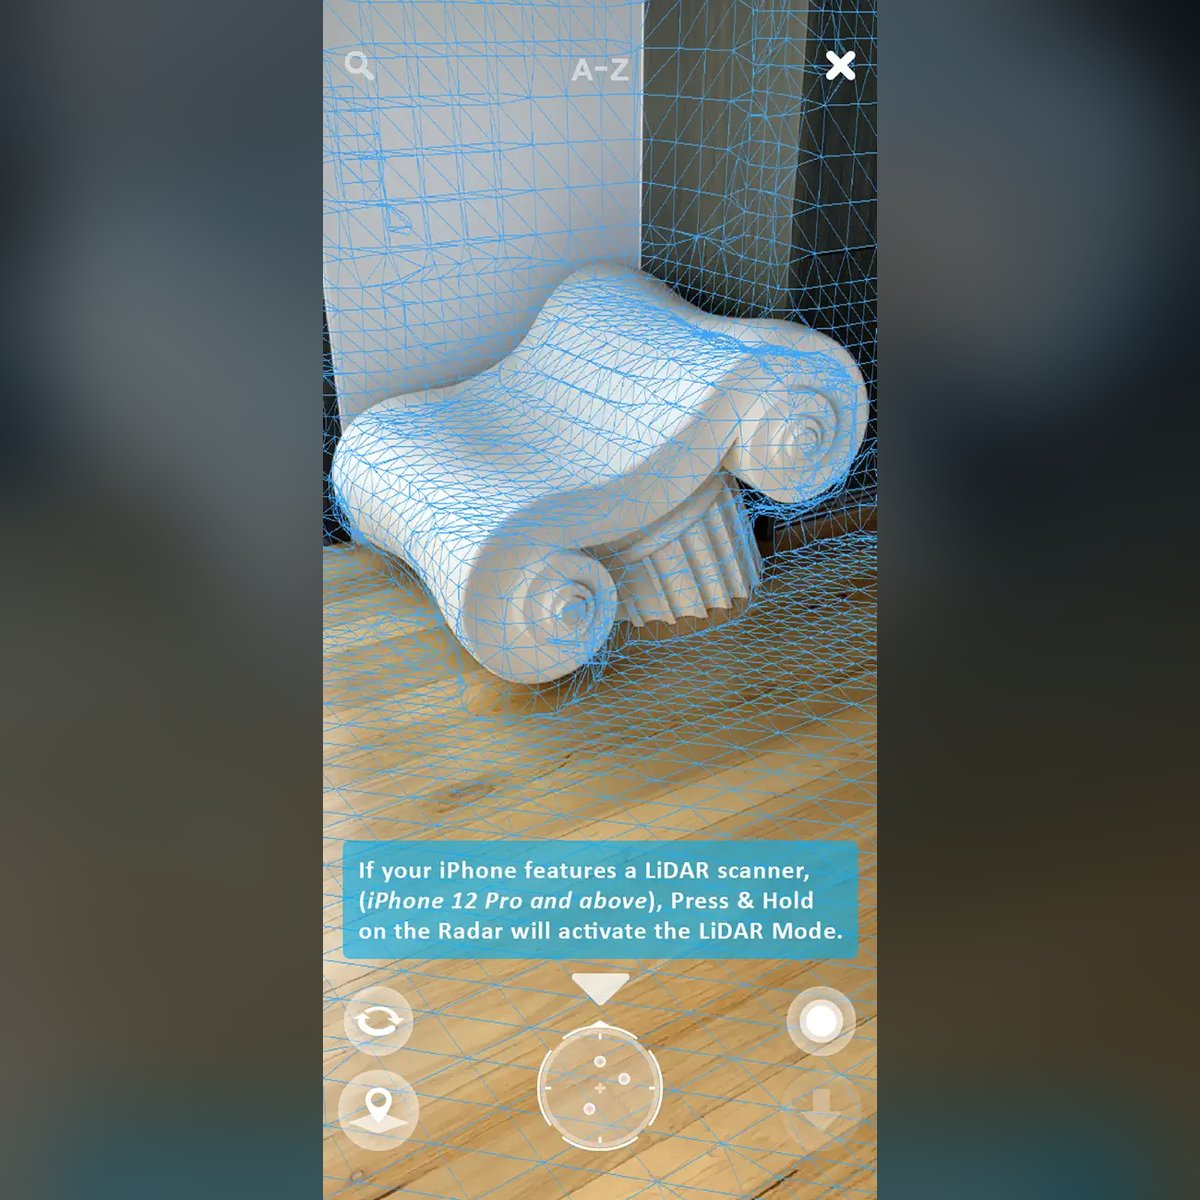 A-Z
If your iPhone features a LiDAR scanner,
(iPhone 12 Pro and above), Press & Hold
on the Radar will activate the LiDAR Mode.